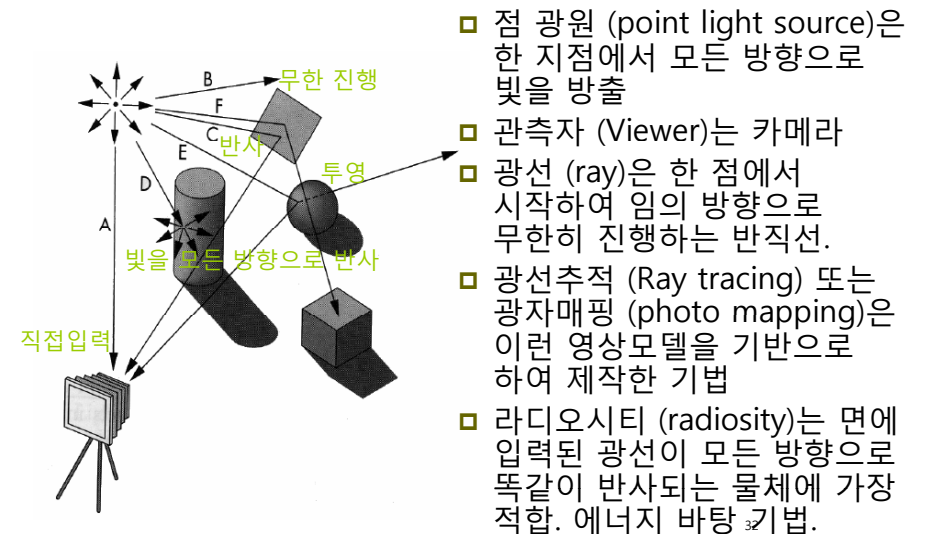 점 광원 (point light source)은
한 지점에서 모든 방향으로
빛을 방출
관측자 (Viewer)는 카메라
광선 (ray)은 한 점에서
시작하여 임의 방향으로
무한히 진행하는 반직선.
광선추적 (Ray tracing) 또는
광자매핑 (photo mapping)은
이런 영상모델을 기반으로
하여 제작한 기법
라디오시티 (radiosity)는 면에
입력된 광선이 모든 방향으로
똑같이 반사되는 물체에 가장
적합. 에너지 바탕 기법.
32
B
무한 진행
F
C
반사
E
투영
D
A
빛을 모든 방향으로 반사
직접입력